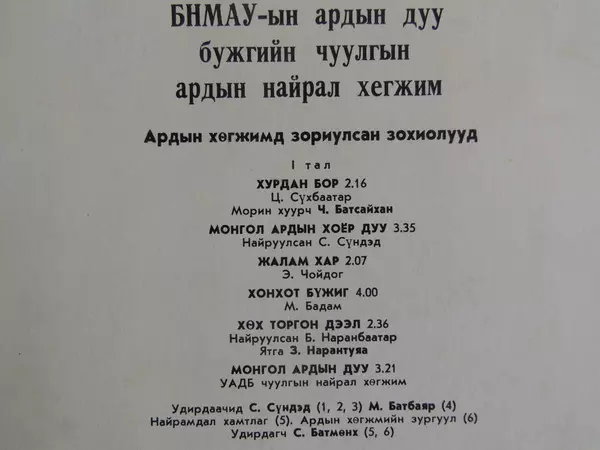 БНМАУ-ын ардын дуу
бужгийн чуулгын
ардын найрал хегжим
Ардын хөгжимд зориулсан зохиолууд
I тал
ХУРДАН БОР 2.16
Ц. Сүхбаатар
Морин хуурч Ч. Батсайхан
МОНГОЛ АРДЫН ХОЁР ДУУ 3.35
Найруулсан С. Сүндэд
ЖАЛАМ ХАР 2.07
Э. Чойдог
ХОНХОТ БҮЖИГ 4.00
М. Бадам
ХӨХ ТОРГОН ДЭЭЛ 2.36
Найруулсан Б. Наранбаатар
Ятга З. Нарантуяа
МОНГОЛ АРДЫН ДУУ 3.21
УАДБ чуулгын найрал хөгжим
Удирдаачид С. Сүндэд (1, 2, 3) М. Батбаяр (4)
Найрамдал хамтлаг (5). Ардын хөгжмийн зургуул (6)
Удирдагч С. Батмөнх (5, 6)